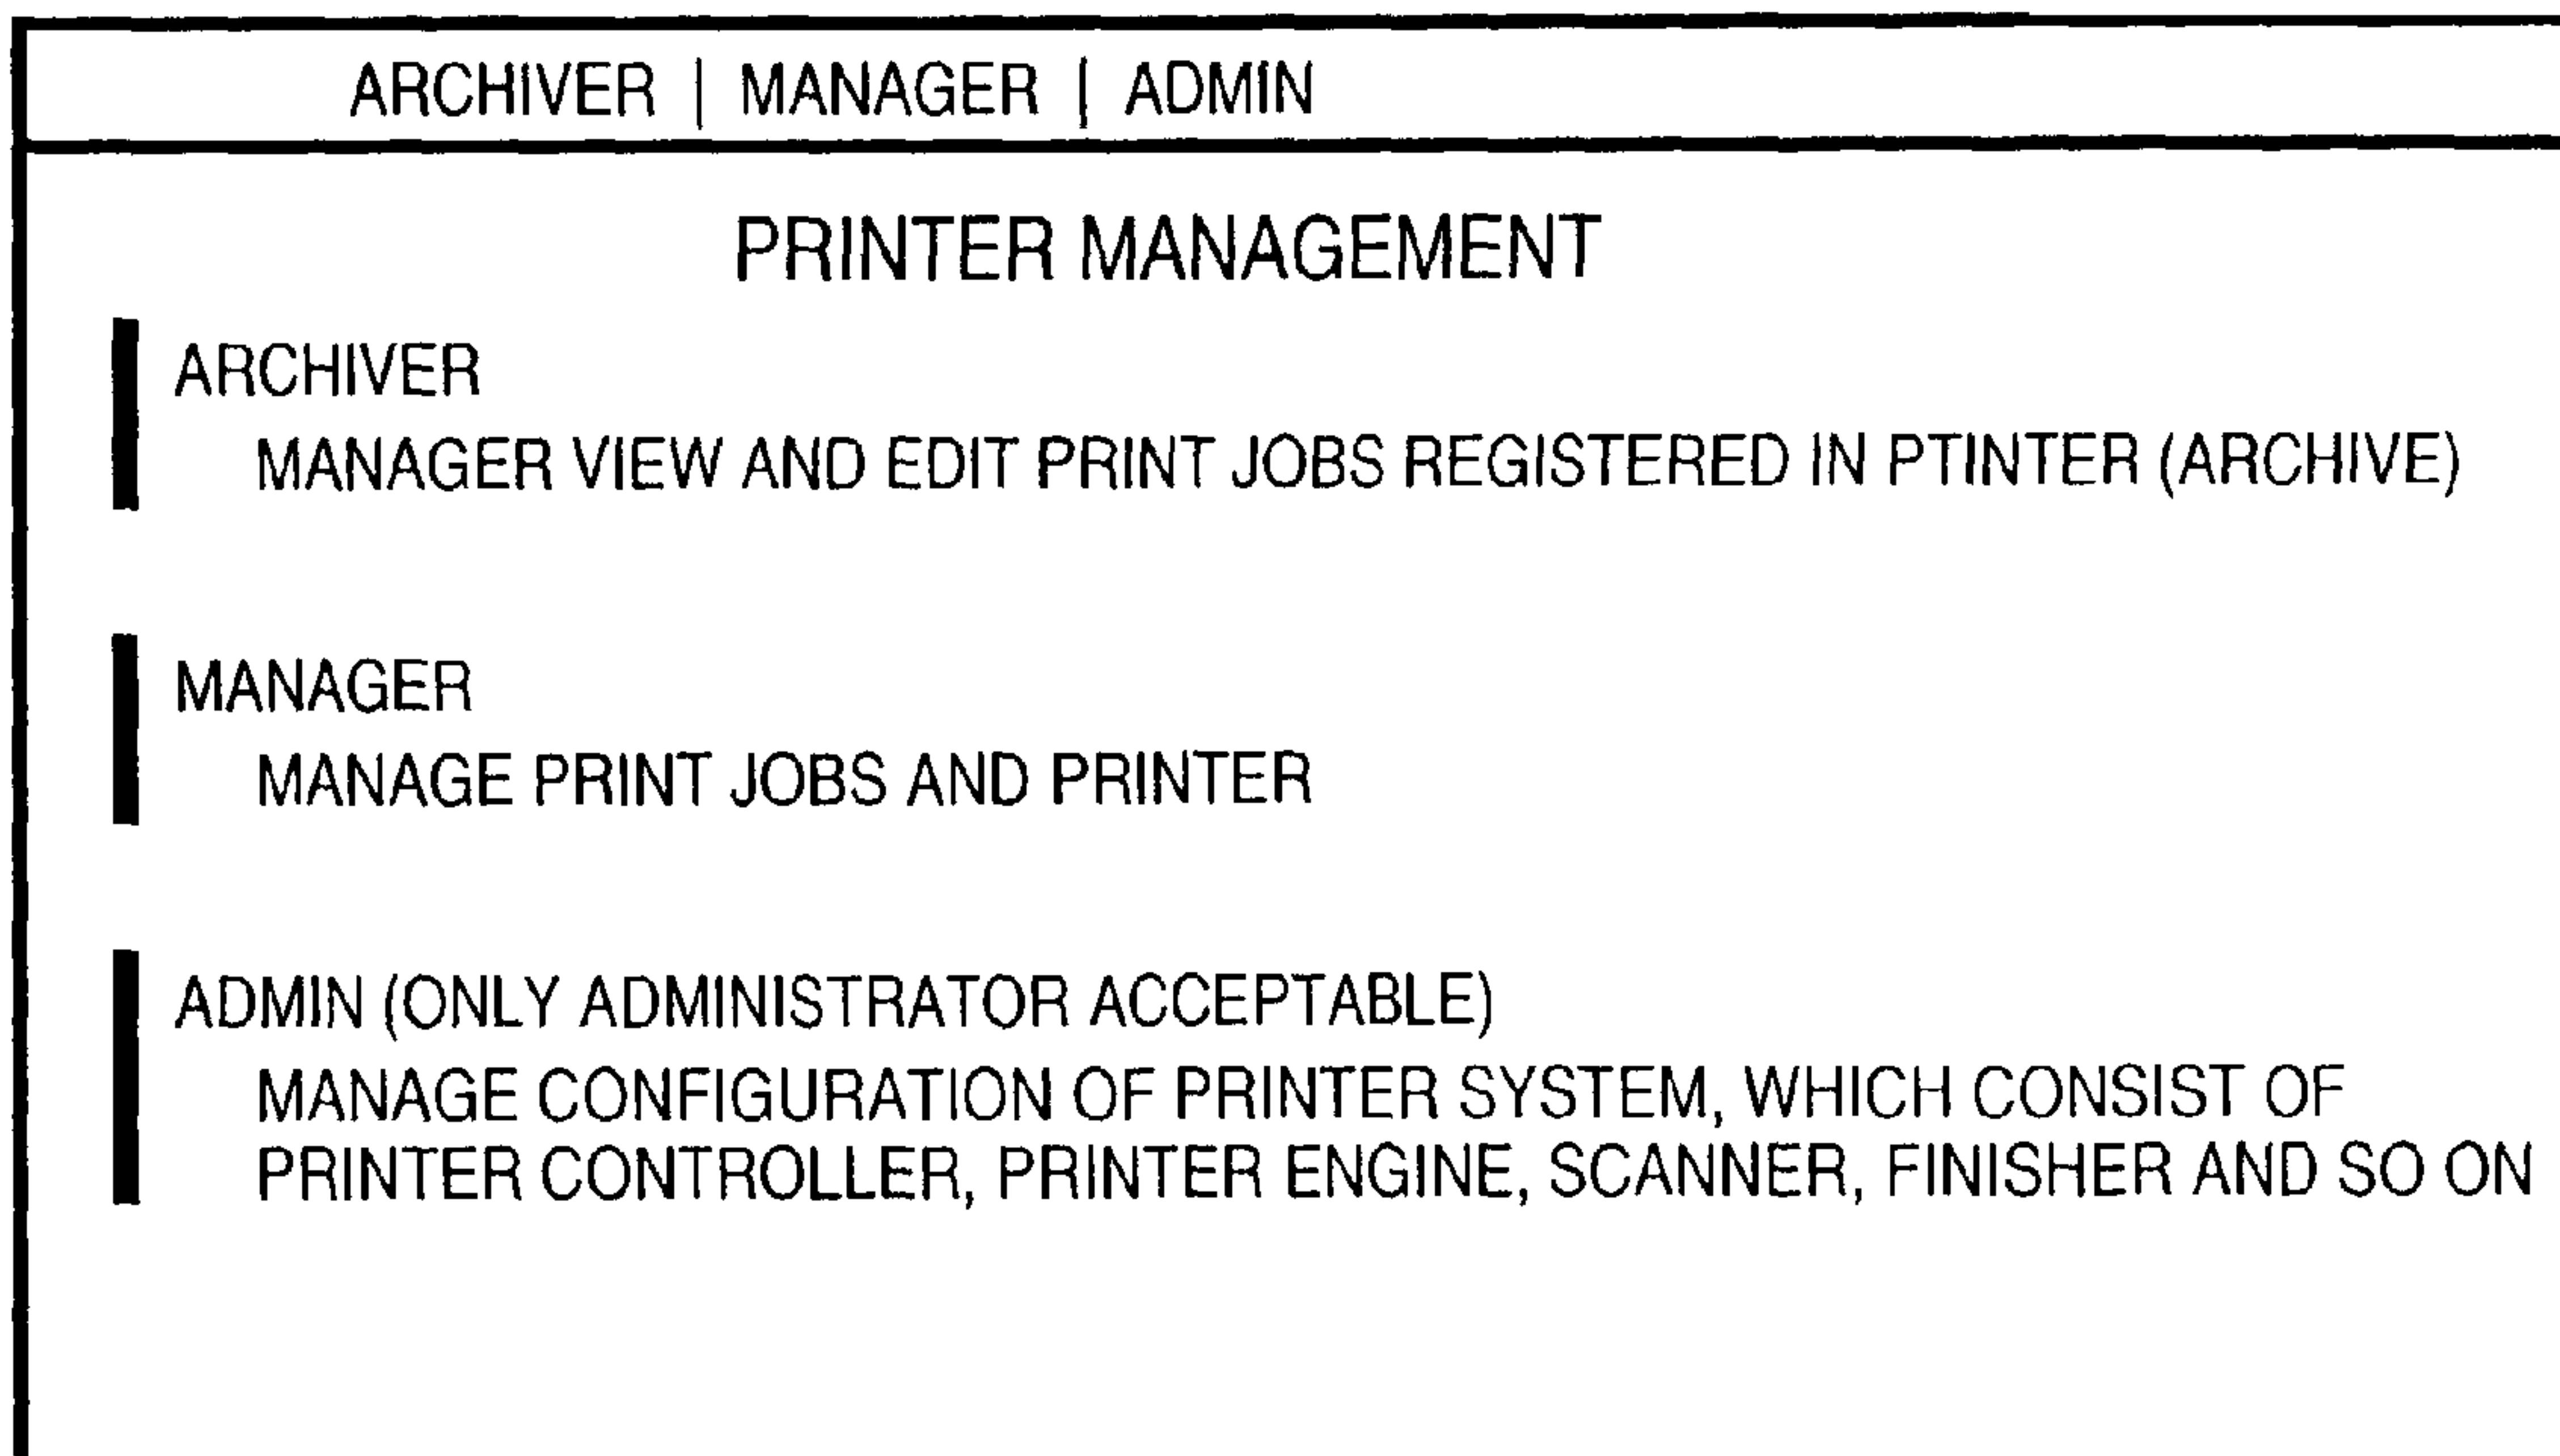 ARCHIVER | MANAGER | ADMIN
PRINTER MANAGEMENT
ARCHIVER
MANAGER VIEW AND EDIT PRINT JOBS REGISTERED IN PTINTER (ARCHIVE)
MANAGER
MANAGE PRINT JOBS AND PRINTER
ADMIN (ONLY ADMINISTRATOR ACCEPTABLE)
MANAGE CONFIGURATION OF PRINTER SYSTEM, WHICH CONSIST OF
PRINTER CONTROLLER, PRINTER ENGINE, SCANNER, FINISHER AND SO ON